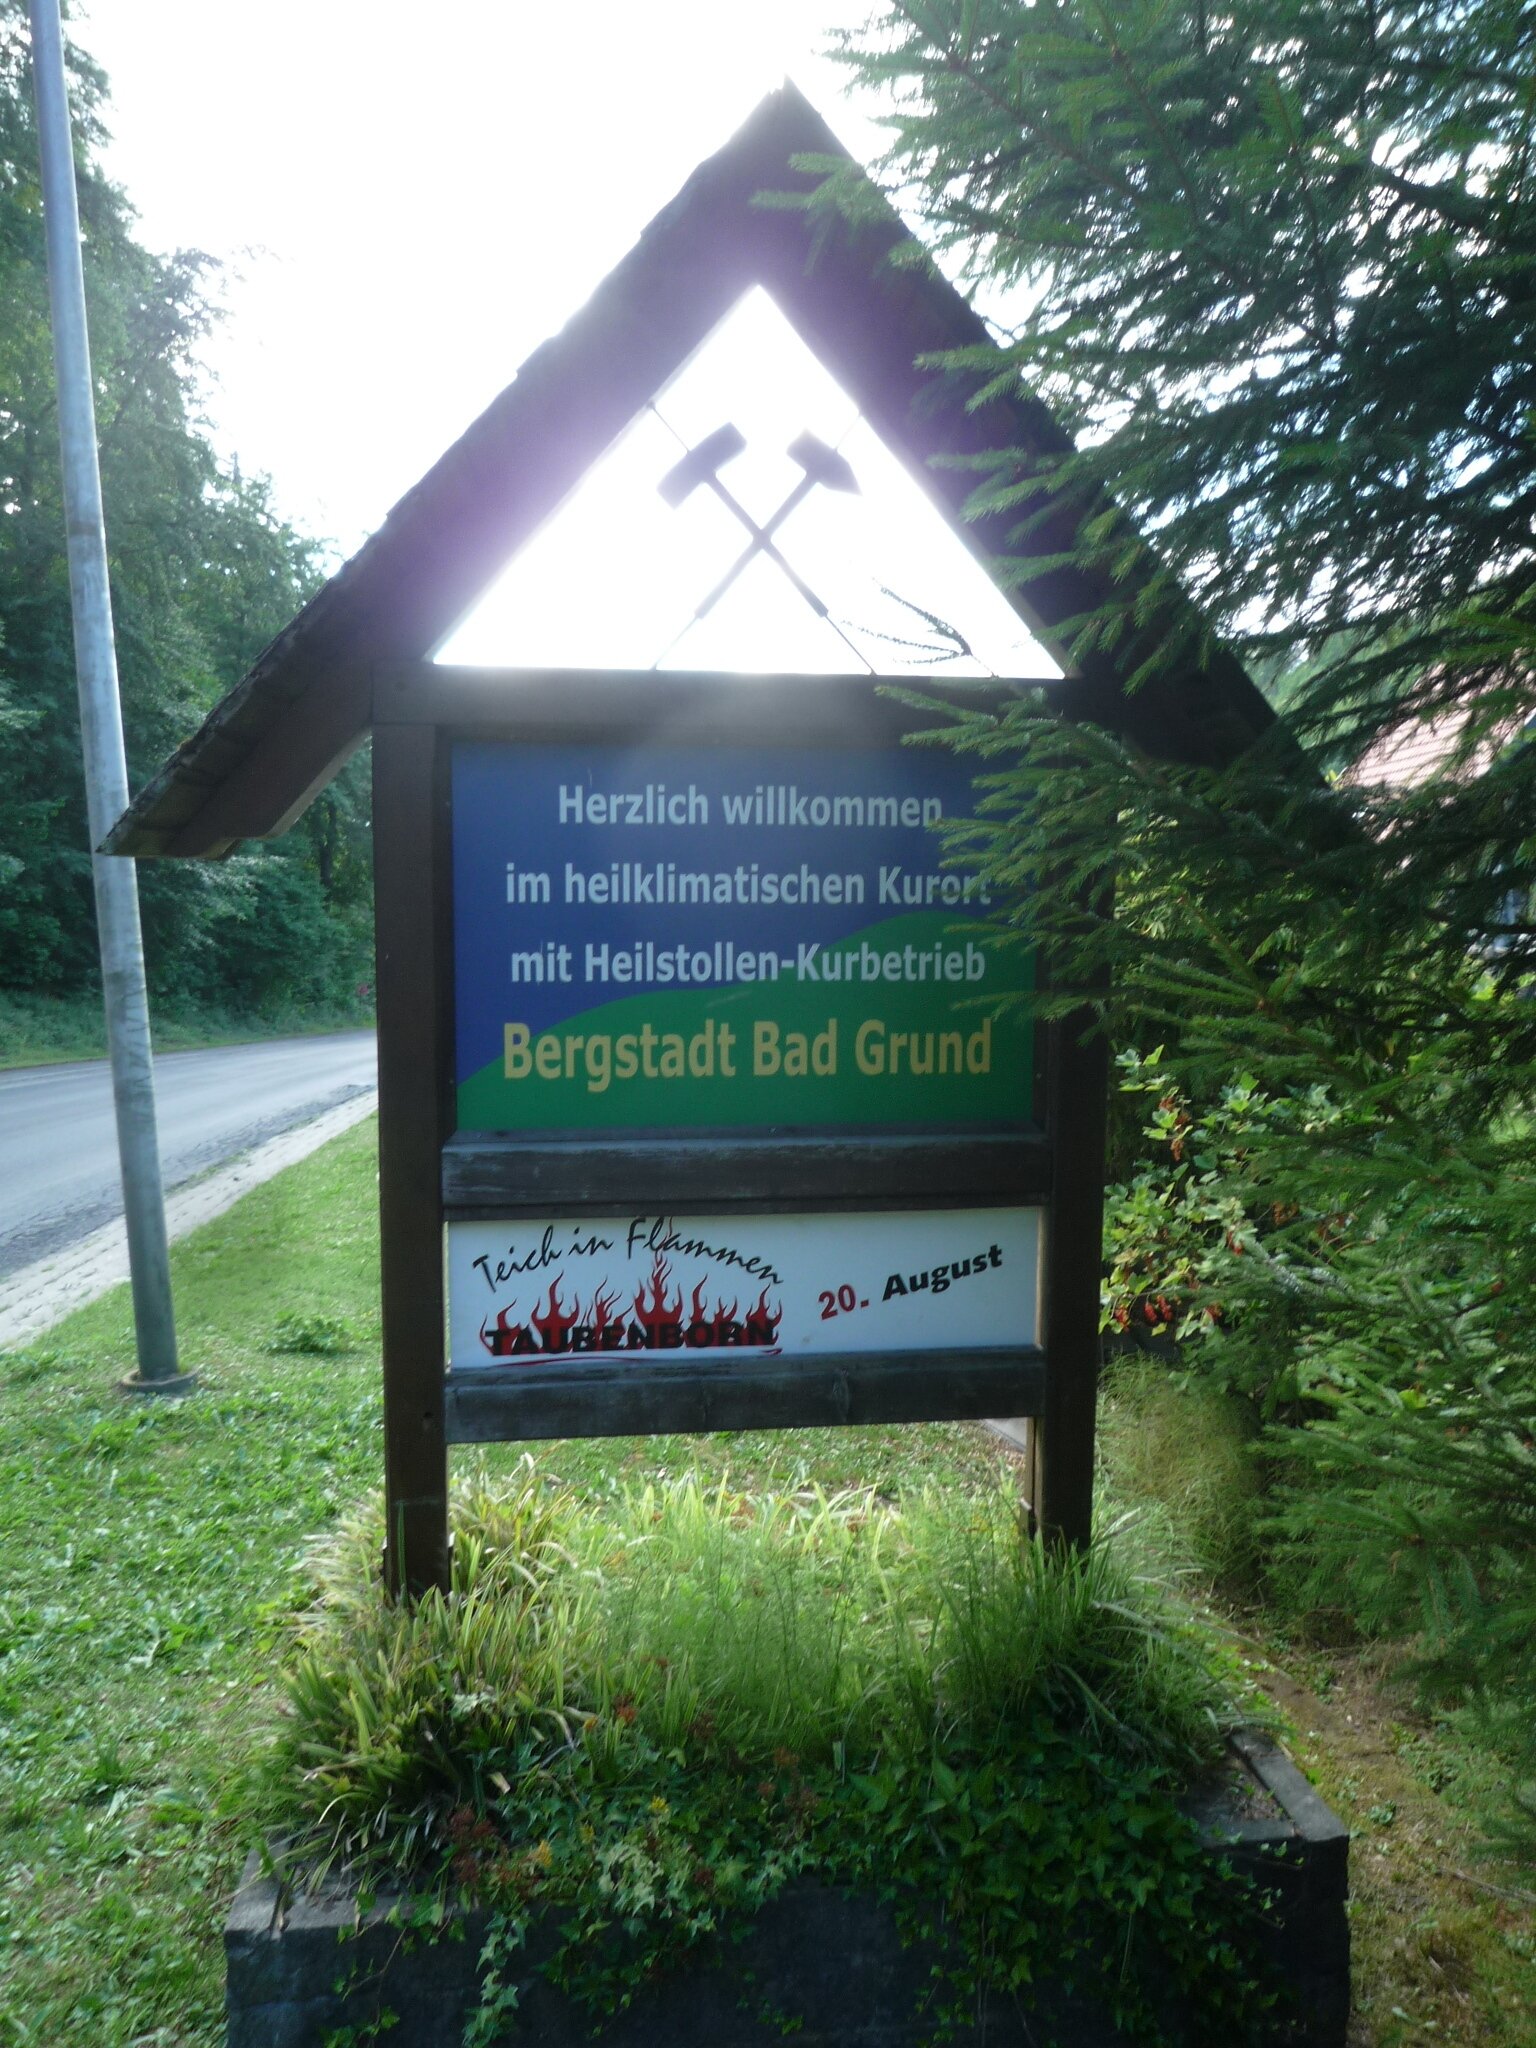 Herzlich willkommen
im heilklimatischen Kurort
mit Heilstollen-Kurbetrieb
Bergstadt Bad Grund
Teich in Flammen
TAUBENBORN
20. August